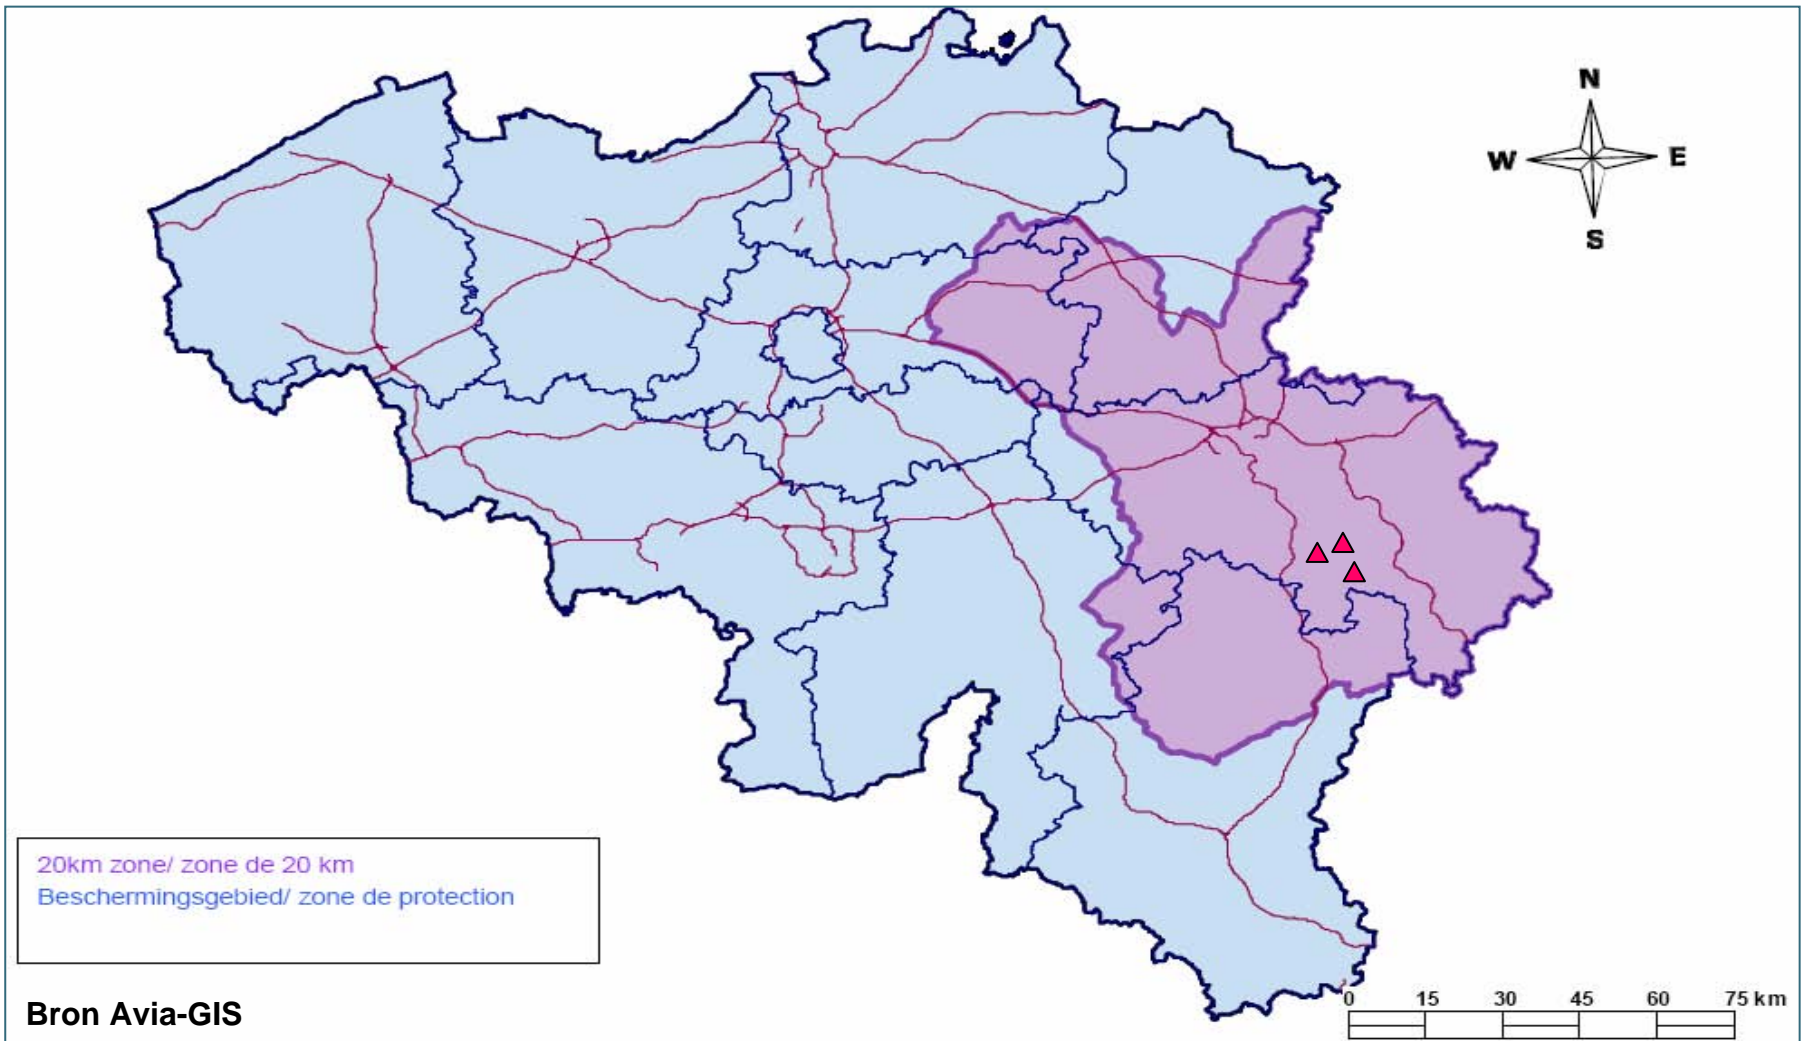 N
W E
S
20km zone/ zone de 20 km
Beschermingsgebied/ zone de protection
Bron Avia-GIS
0 15 30 45 60 75 km